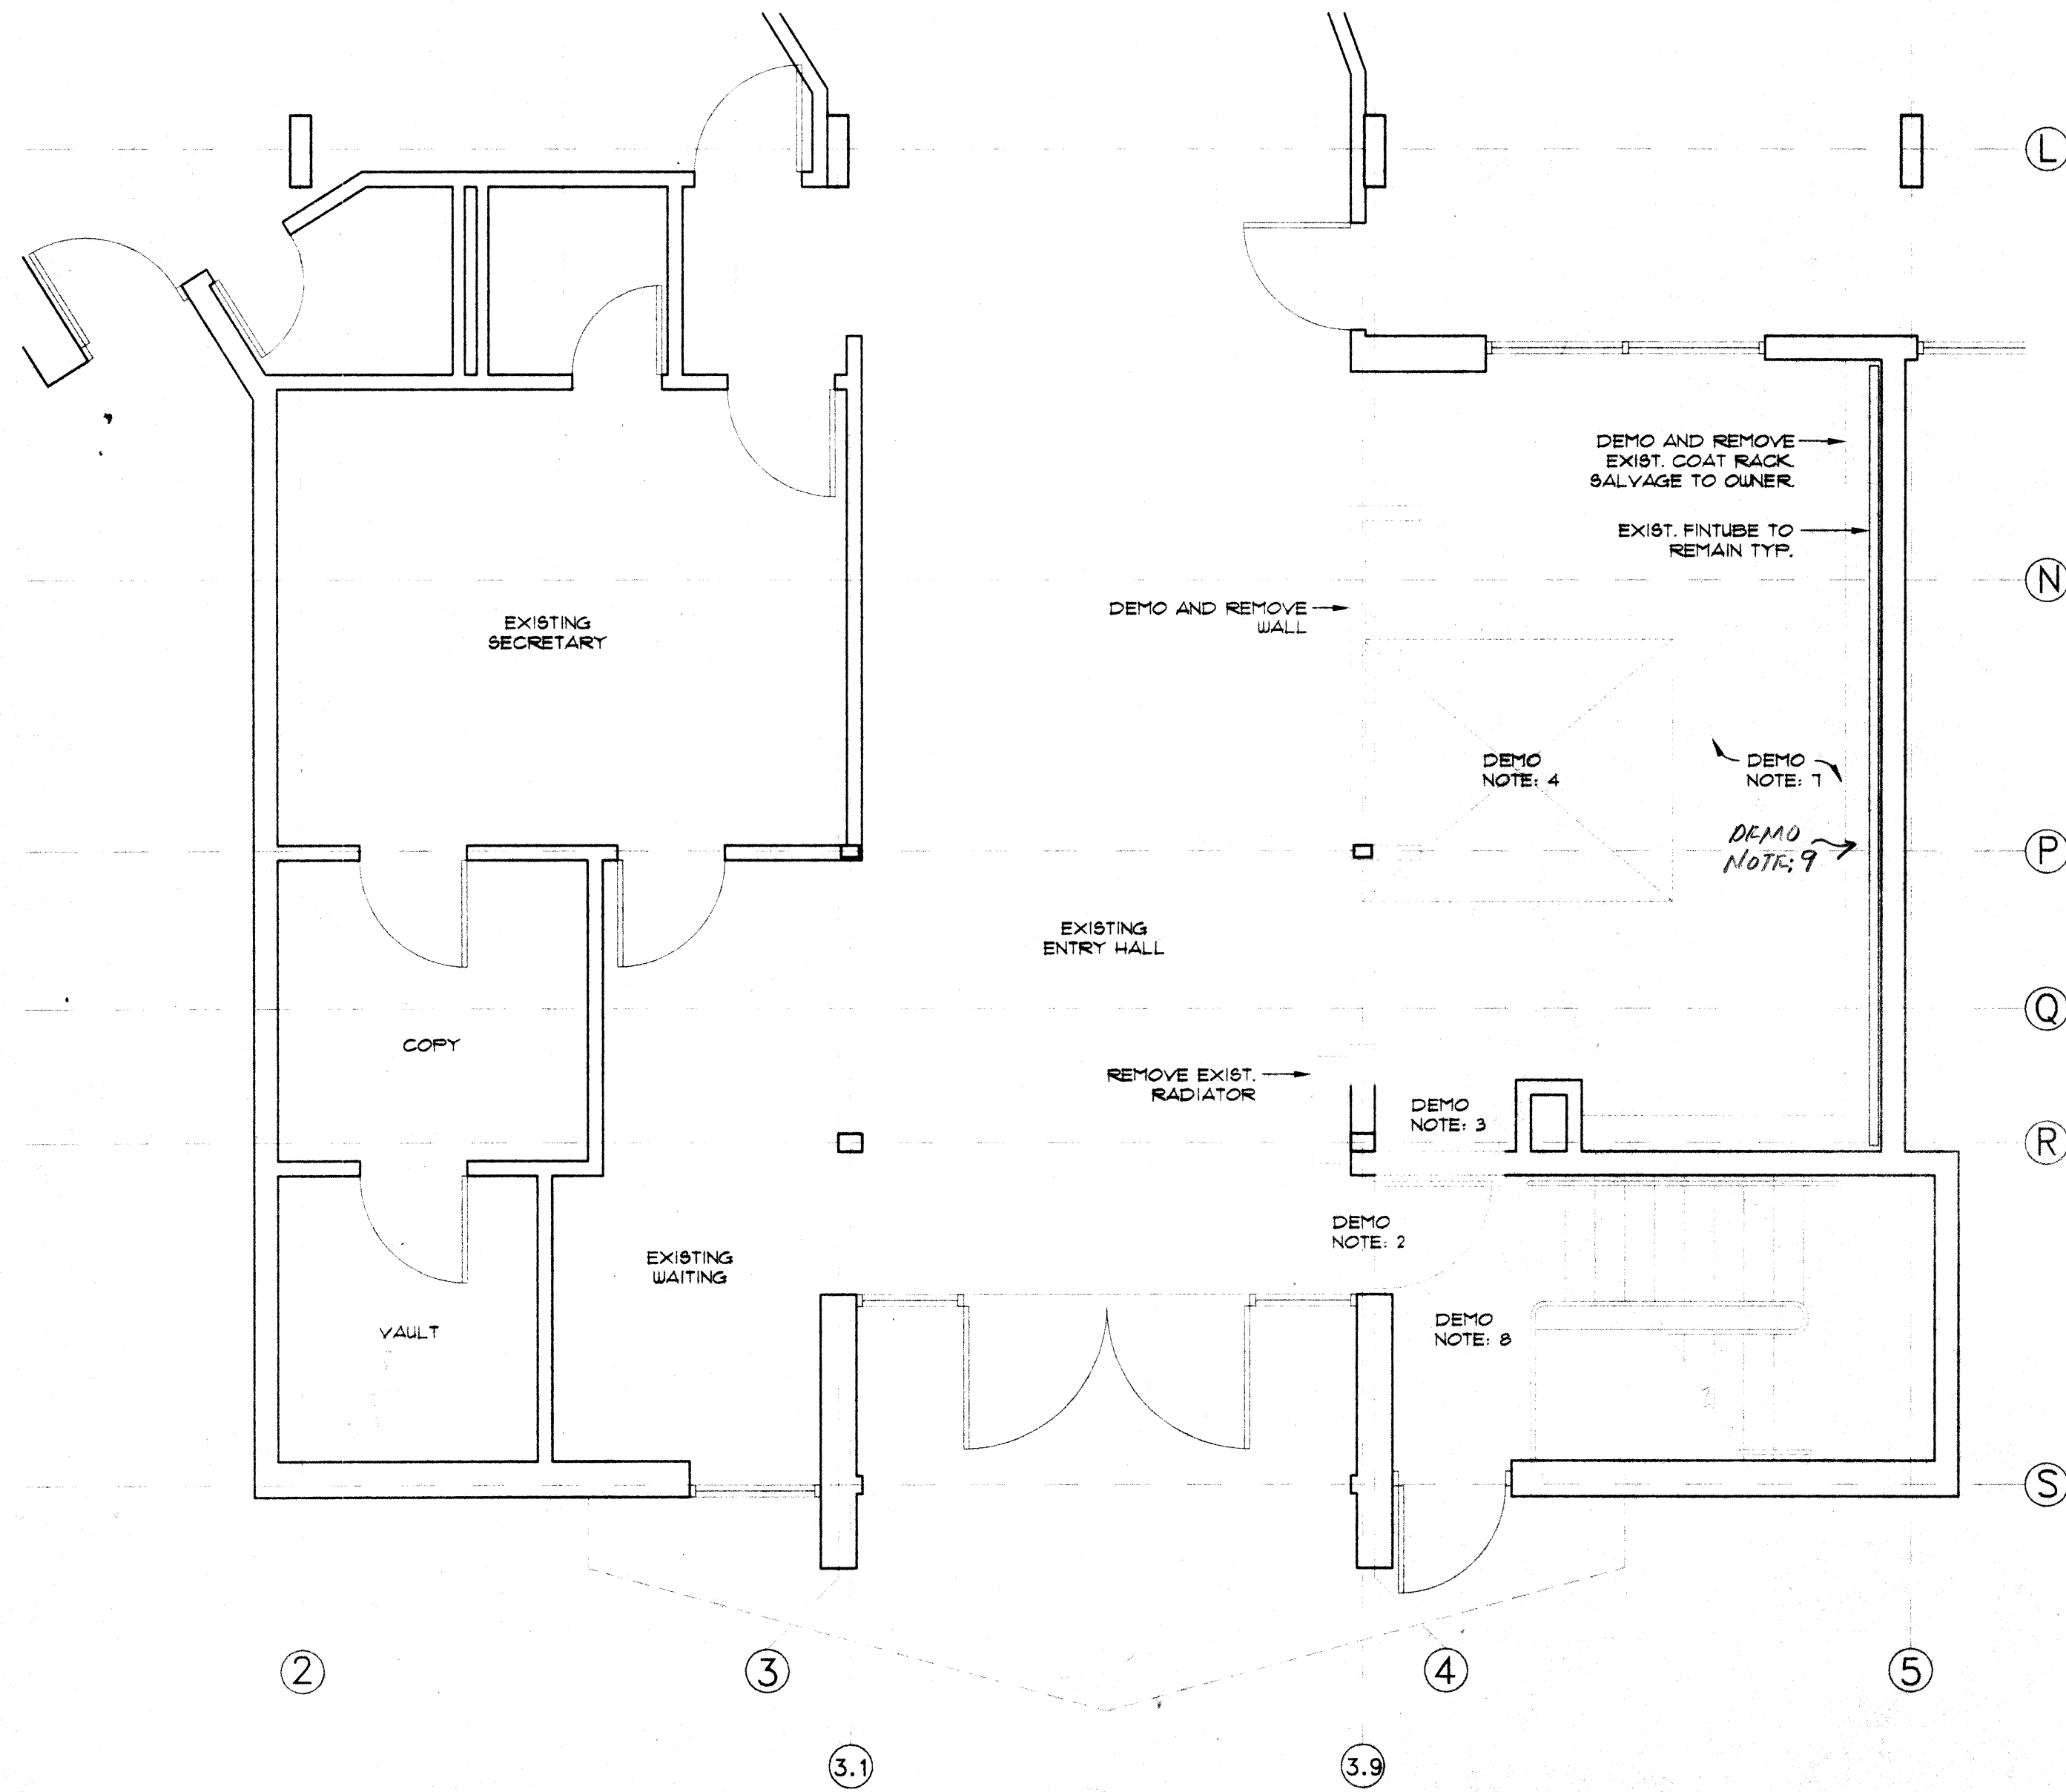 L
DEMO AND REMOVE
EXIST. COAT RACK.
SALVAGE TO OWNER.
EXIST. FINTUBE TO
REMAIN TYP.
N
DEMO AND REMOVE
WALL
EXISTING
SECRETARY
DEMO
NOTE: 4
DEMO
NOTE: 7
DEMO
NOTE: 9
P
EXISTING
ENTRY HALL
Q
COPY
REMOVE EXIST.
RADIATOR
DEMO
NOTE: 3
R
DEMO
NOTE: 2
EXISTING
WAITING
VAULT
DEMO
NOTE: 8
S
2
3
4
5
3.1
3.9